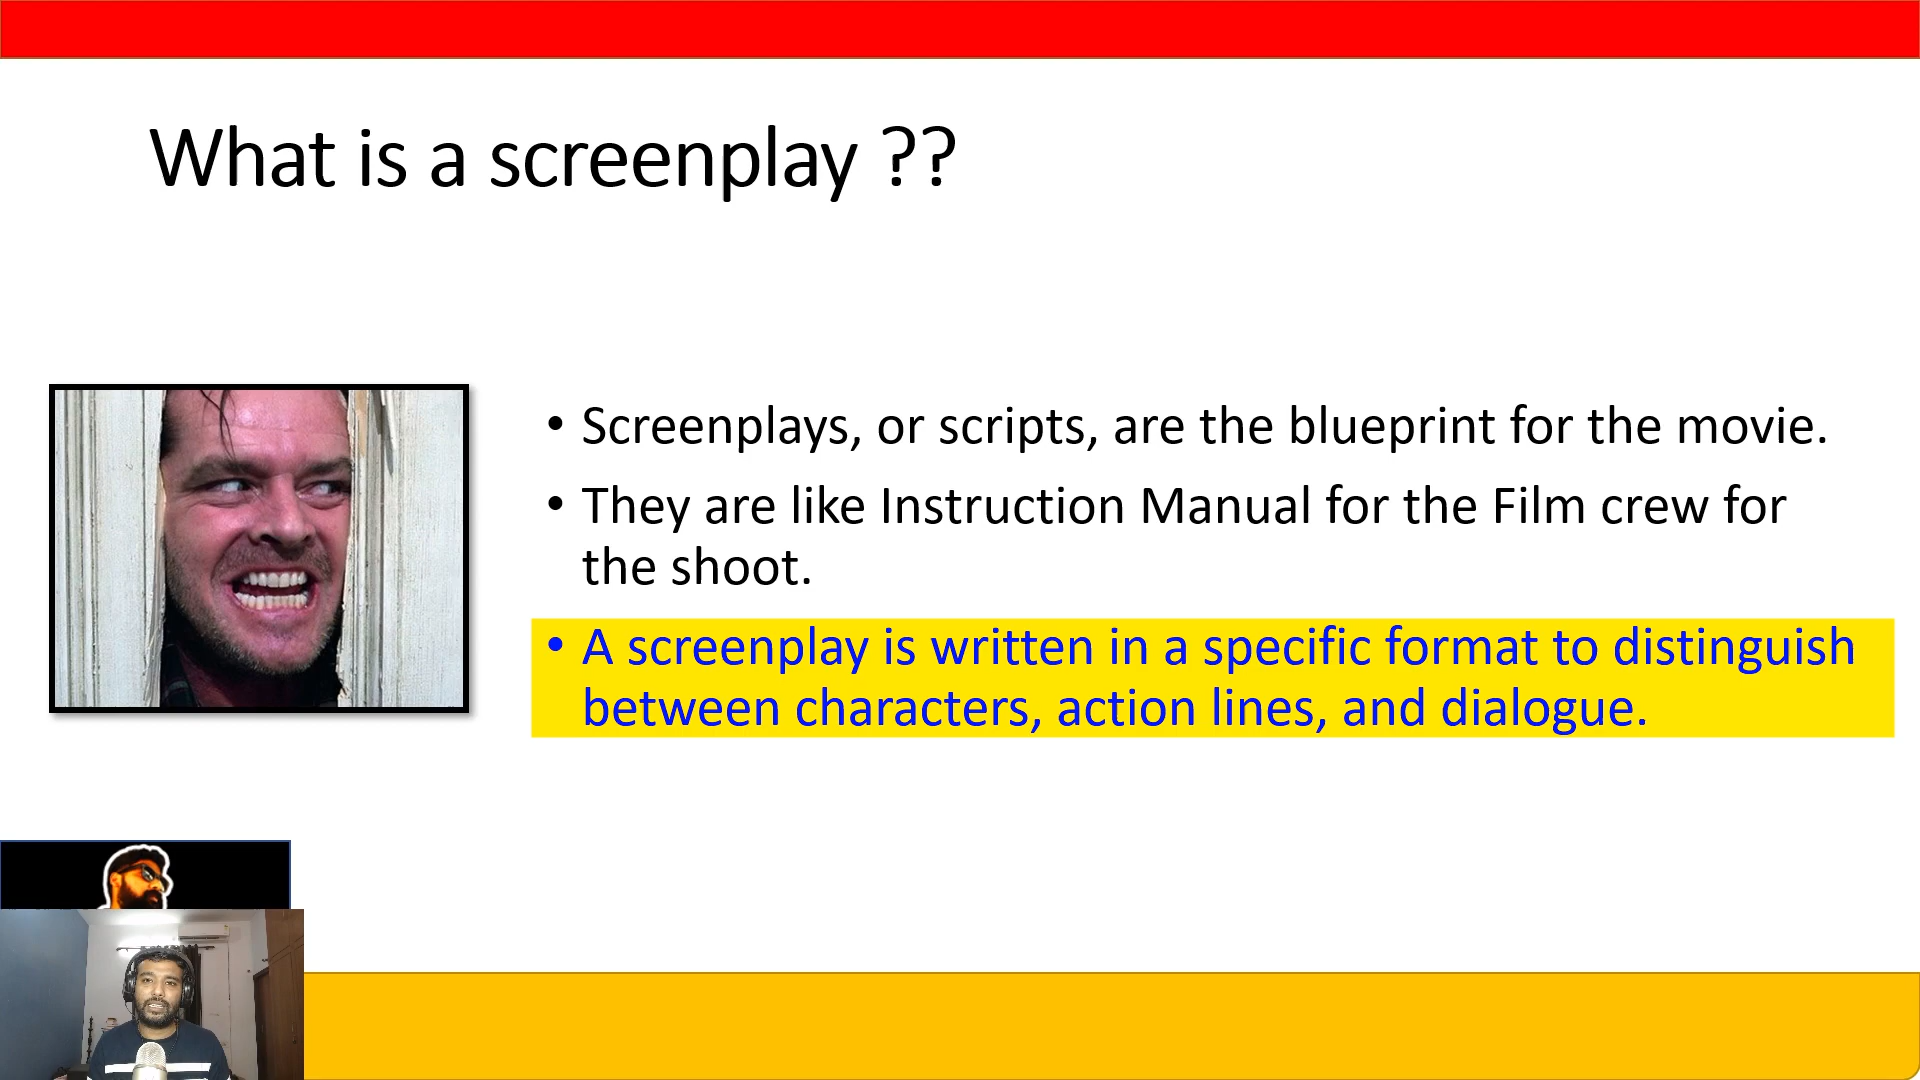 What is a screenplay ??
• Screenplays, or scripts, are the blueprint for the movie.
• They are like Instruction Manual for the Film crew for
the shoot.
• A screenplay is written in a specific format to distinguish
between characters, action lines, and dialogue.